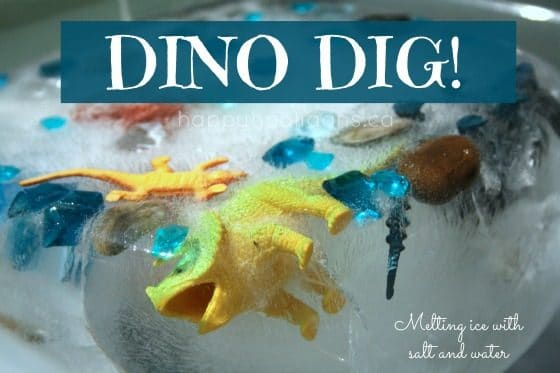 DINO DIG!
happyhooligans.ca
Melting ice with
salt and water